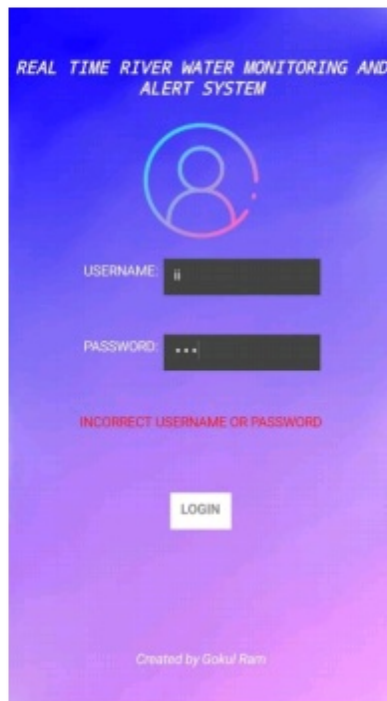 REAL TIME RIVER WATER MONITORING AND
ALERT SYSTEM
USERNAME: ii
PASSWORD: •••
INCORRECT USERNAME OR PASSWORD
LOGIN
Created by Gokul Ram